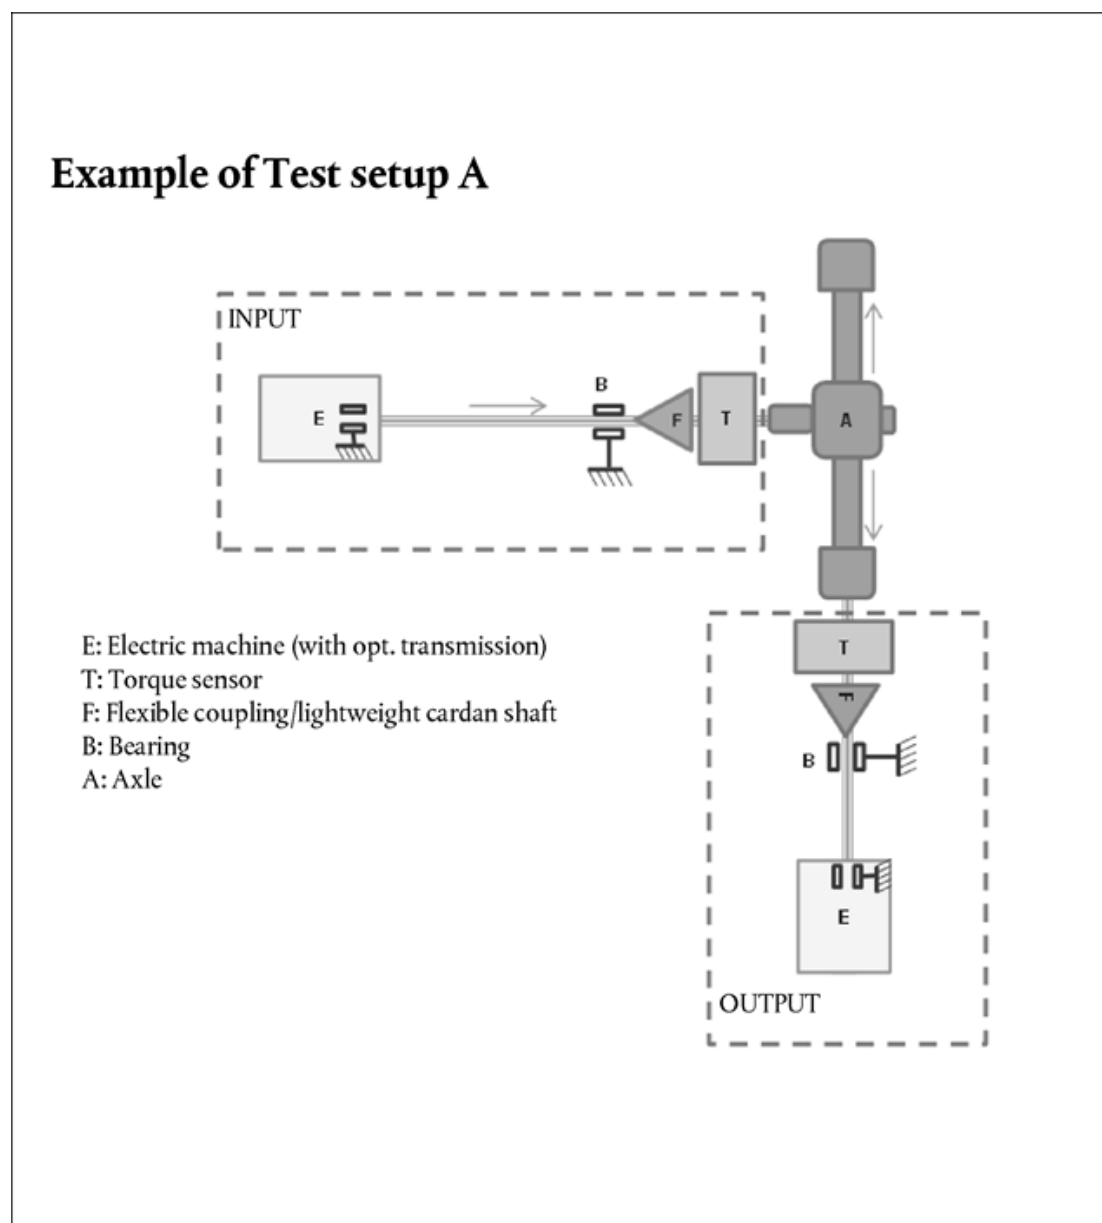 Example of Test setup A
INPUT
B
E
F
T
A
E: Electric machine (with opt. transmission)
T: Torque sensor
F: Flexible coupling/lightweight cardan shaft
B: Bearing
A: Axle
T
F
B
E
OUTPUT